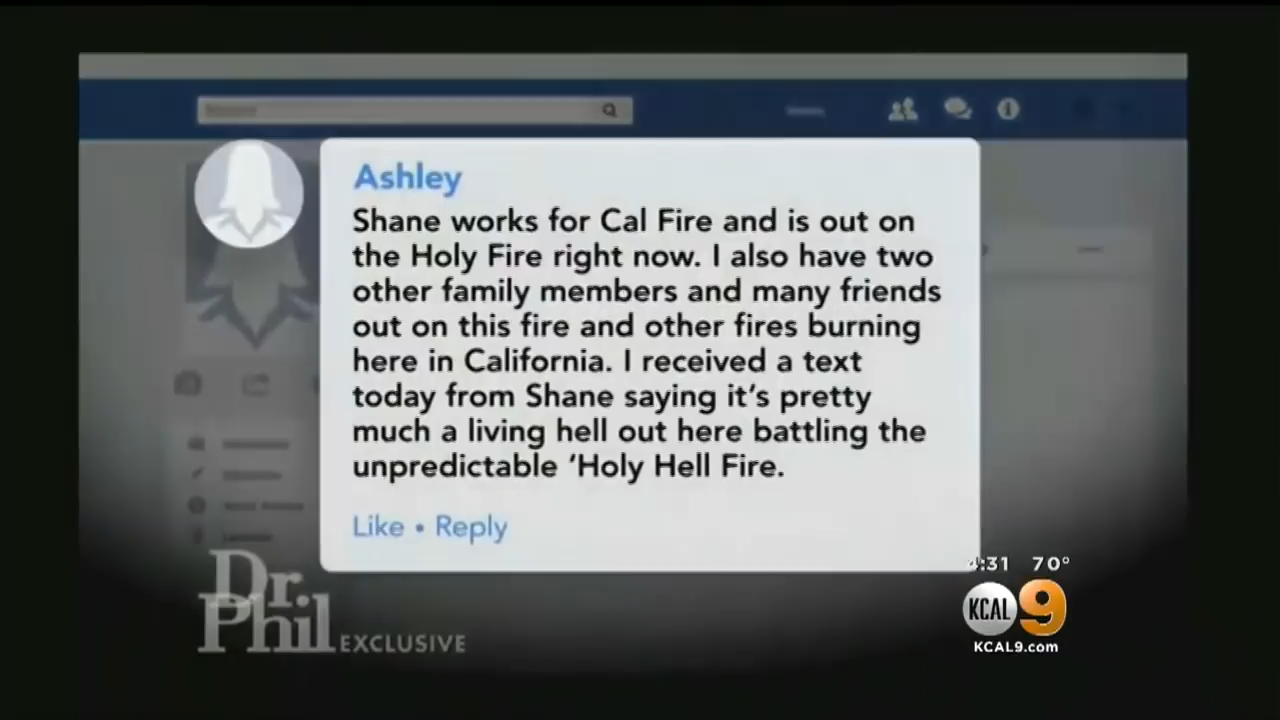 Ashley
Shane works for Cal Fire and is out on
the Holy Fire right now. I also have two
other family members and many friends
out on this fire and other fires burning
here in California. I received a text
today from Shane saying it's pretty
much a living hell out here battling the
unpredictable ‘Holy Hell Fire.
Like • Reply
Dr.
Phil EXCLUSIVE
4:31 70°
KCAL 9
KCAL9.com